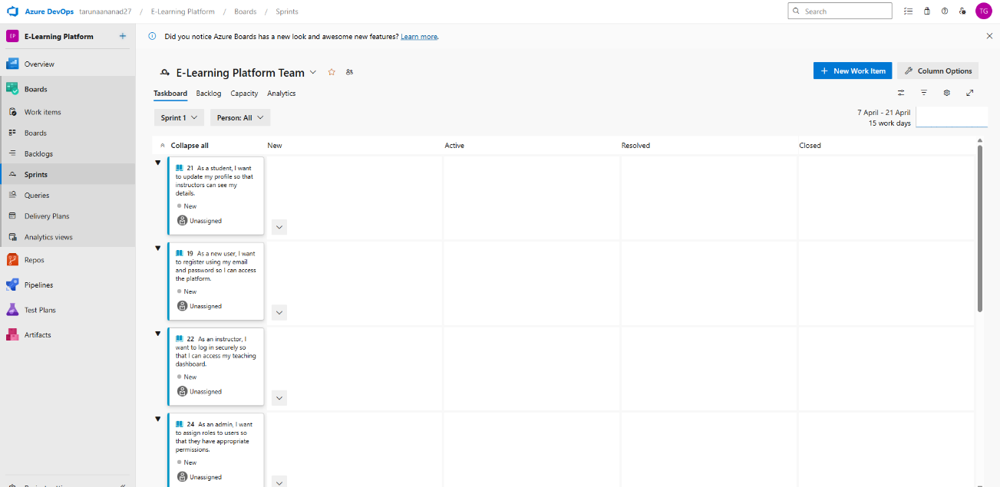 Azure DevOps tarunaananad27 / E-Learning Platform / Boards / Sprints
Search
TG
EP E-Learning Platform
Did you notice Azure Boards has a new look and awesome new features? Learn more.
Overview
Boards
Work items
Boards
Backlogs
Sprints
Queries
Delivery Plans
Analytics views
Repos
Pipelines
Test Plans
Artifacts
E-Learning Platform Team
New Work Item
Column Options
Taskboard Backlog Capacity Analytics
Sprint 1
Person: All
7 April - 21 April
15 work days
Collapse all New Active Resolved Closed
21 As a student, I want
to update my profile so that
instructors can see my
details.
New
Unassigned
19 As a new user, I want
to register using my email
and password so I can access
the platform.
New
Unassigned
22 As an instructor, I
want to log in securely so
that I can access my teaching
dashboard.
New
Unassigned
24 As an admin, I want
to assign roles to users so
that they have appropriate
permissions.
New
Unassigned